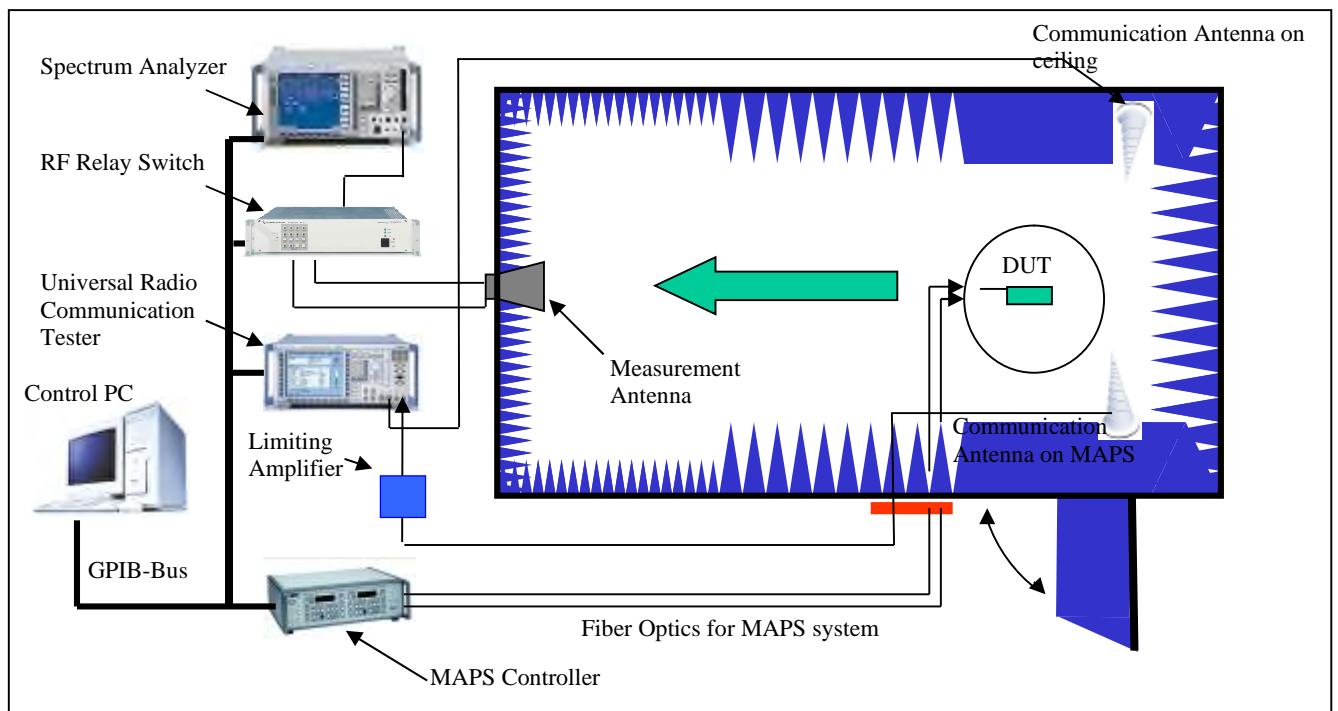 Communication Antenna on
ceiling
Spectrum Analyzer
RF Relay Switch
DUT
Universal Radio
Communication
Tester
Measurement
Antenna
Control PC
Limiting
Amplifier
Communication
Antenna on MAPS
GPIB-Bus
Fiber Optics for MAPS system
MAPS Controller